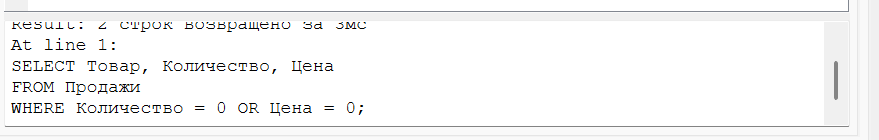 Result: 2 строк возвращено за 3мс
At line 1:
SELECT Товар, Количество, Цена
FROM Продажи
WHERE Количество = 0 OR Цена = 0;